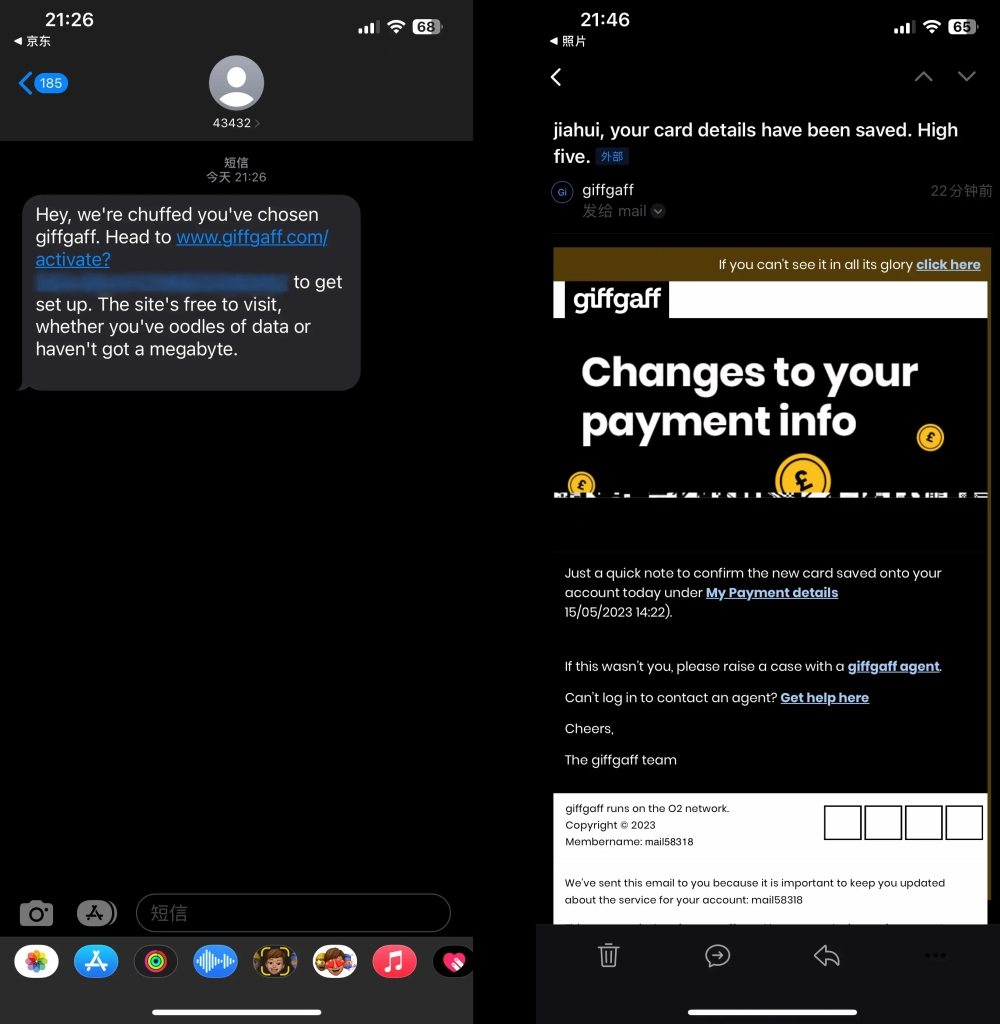 21:26
68
◀ 京东
185
43432
短信
今天 21:26
Hey, we're chuffed you've chosen
giffgaff. Head to www.giffgaff.com/
activate?
to get
set up. The site's free to visit,
whether you've oodles of data or
haven't got a megabyte.
短信
21:46
65
◀ 照片
jiahui, your card details have been saved. High
five. 外部
Gi
giffgaff
22分钟前
发给 mail
If you can't see it in all its glory click here
giffgaff
Changes to your
payment info
£
£
£
Just a quick note to confirm the new card saved onto your
account today under My Payment details
15/05/2023 14:22).
If this wasn't you, please raise a case with a giffgaff agent.
Can't log in to contact an agent? Get help here
Cheers,
The giffgaff team
giffgaff runs on the O2 network.
Copyright © 2023
Membername: mail58318
We've sent this email to you because it is important to keep you updated
about the service for your account: mail58318